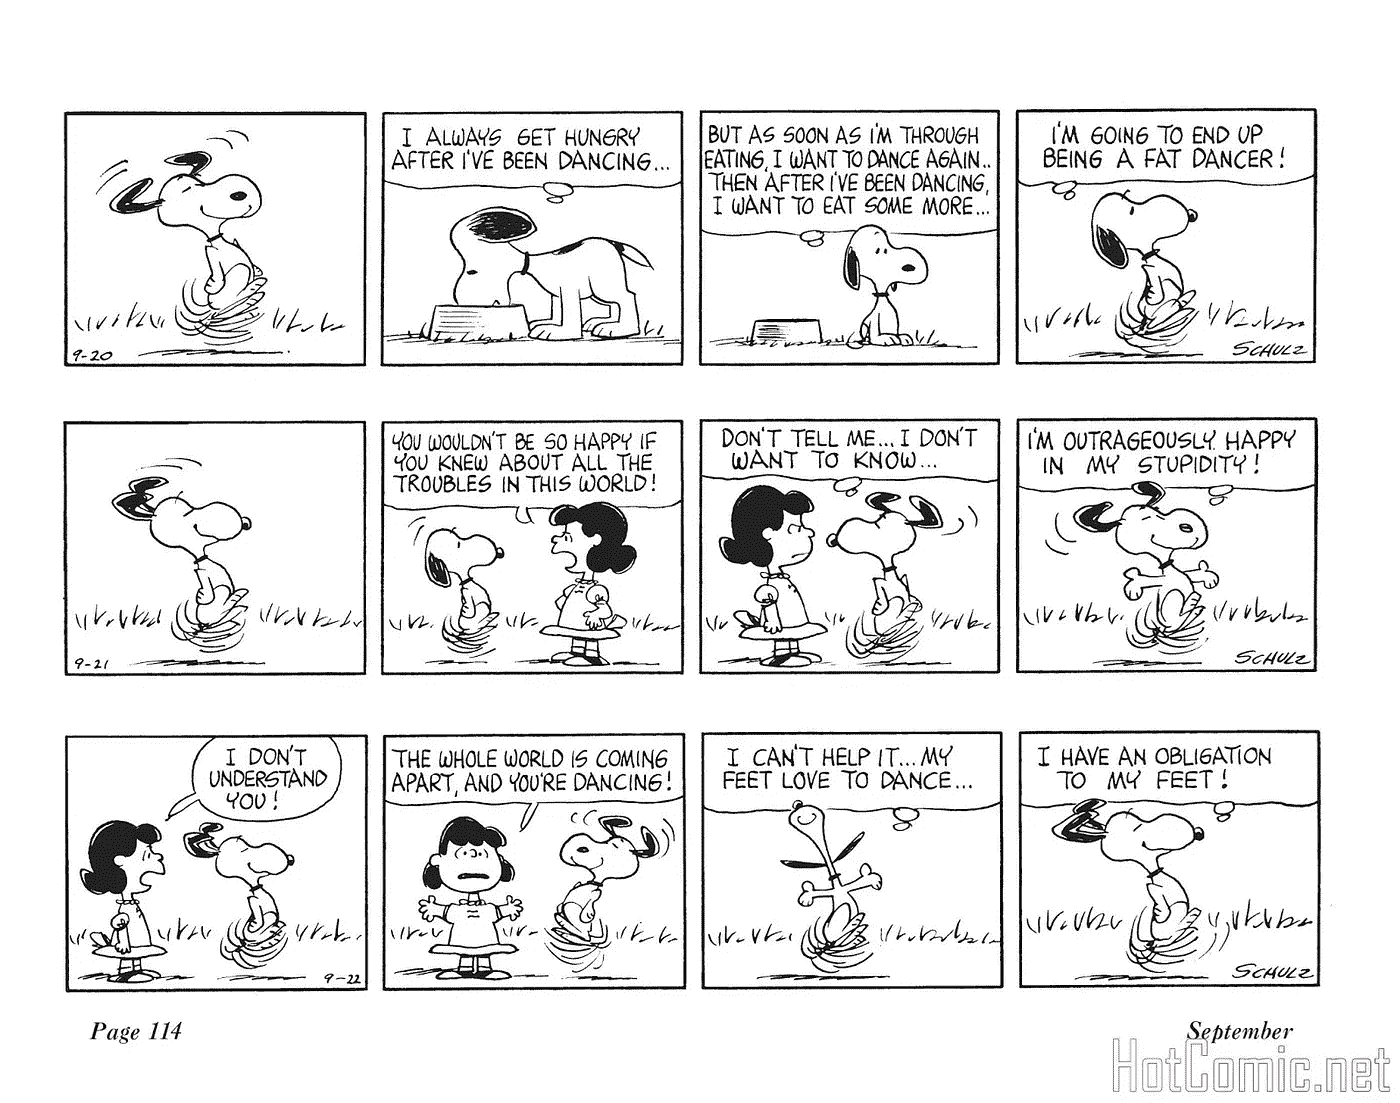 9-20
I ALWAYS GET HUNGRY
AFTER I'VE BEEN DANCING...
BUT AS SOON AS I'M THROUGH
EATING, I WANT TO DANCE AGAIN..
THEN AFTER I'VE BEEN DANCING,
I WANT TO EAT SOME MORE...
I'M GOING TO END UP
BEING A FAT DANCER!
SCHULZ
9-21
YOU WOULDN'T BE SO HAPPY IF
YOU KNEW ABOUT ALL THE
TROUBLES IN THIS WORLD!
DON'T TELL ME... I DON'T
WANT TO KNOW...
I'M OUTRAGEOUSLY HAPPY
IN MY STUPIDITY!
SCHULZ
I DON'T
UNDERSTAND
YOU!
9-22
THE WHOLE WORLD IS COMING
APART, AND YOU'RE DANCING!
I CAN'T HELP IT... MY
FEET LOVE TO DANCE...
I HAVE AN OBLIGATION
TO MY FEET!
SCHULZ
Page 114
September
HotComic.net